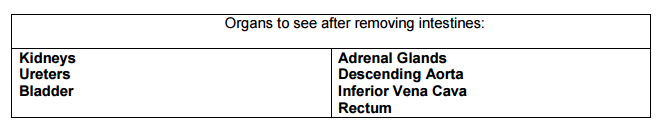 Organs to see after removing intestines:
Kidneys
Ureters
Bladder
Adrenal Glands
Descending Aorta
Inferior Vena Cava
Rectum